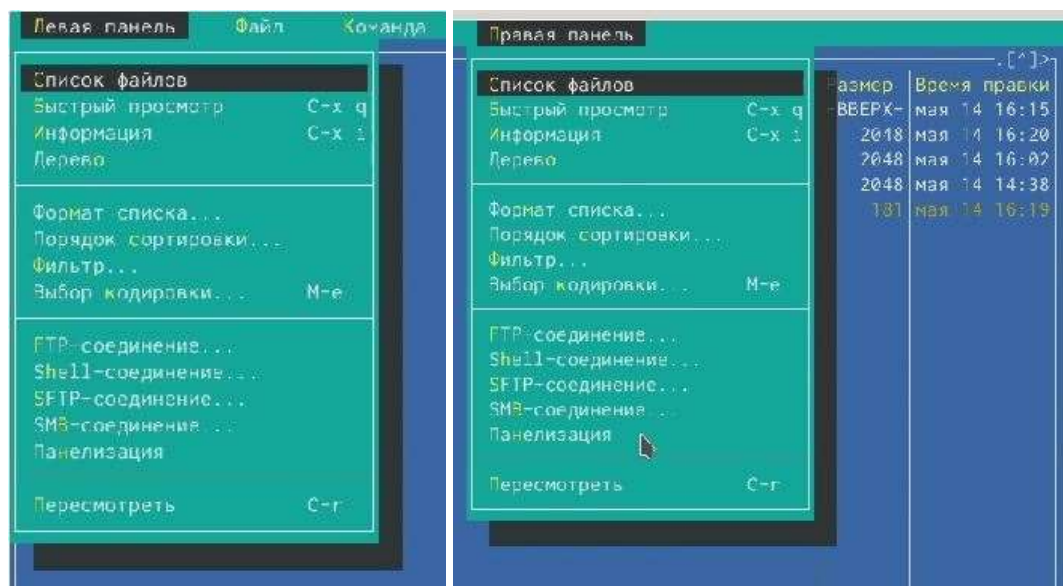 Левая панель Файл Команда
Список файлов
Быстрый просмотр C-x q
Информация C-x i
Дерево
Формат списка...
Порядок сортировки...
Фильтр...
Выбор кодировки... M-e
FTP-соединение...
Shell-соединение...
SFTP-соединение...
SMB-соединение...
Панелизация
Пересмотреть C-r
Правая панель
.[^]>
Список файлов
Быстрый просмотр C-x q
Информация C-x i
Дерево
Формат списка...
Порядок сортировки...
Фильтр...
Выбор кодировки... M-e
FTP-соединение...
Shell-соединение...
SFTP-соединение...
SMB-соединение...
Панелизация
Пересмотреть C-r
азмер Время правки
-ВВЕРХ- мая 14 16:15
2048 мая 14 16:20
2048 мая 14 16:02
2048 мая 14 14:38
181 мая 14 16:19